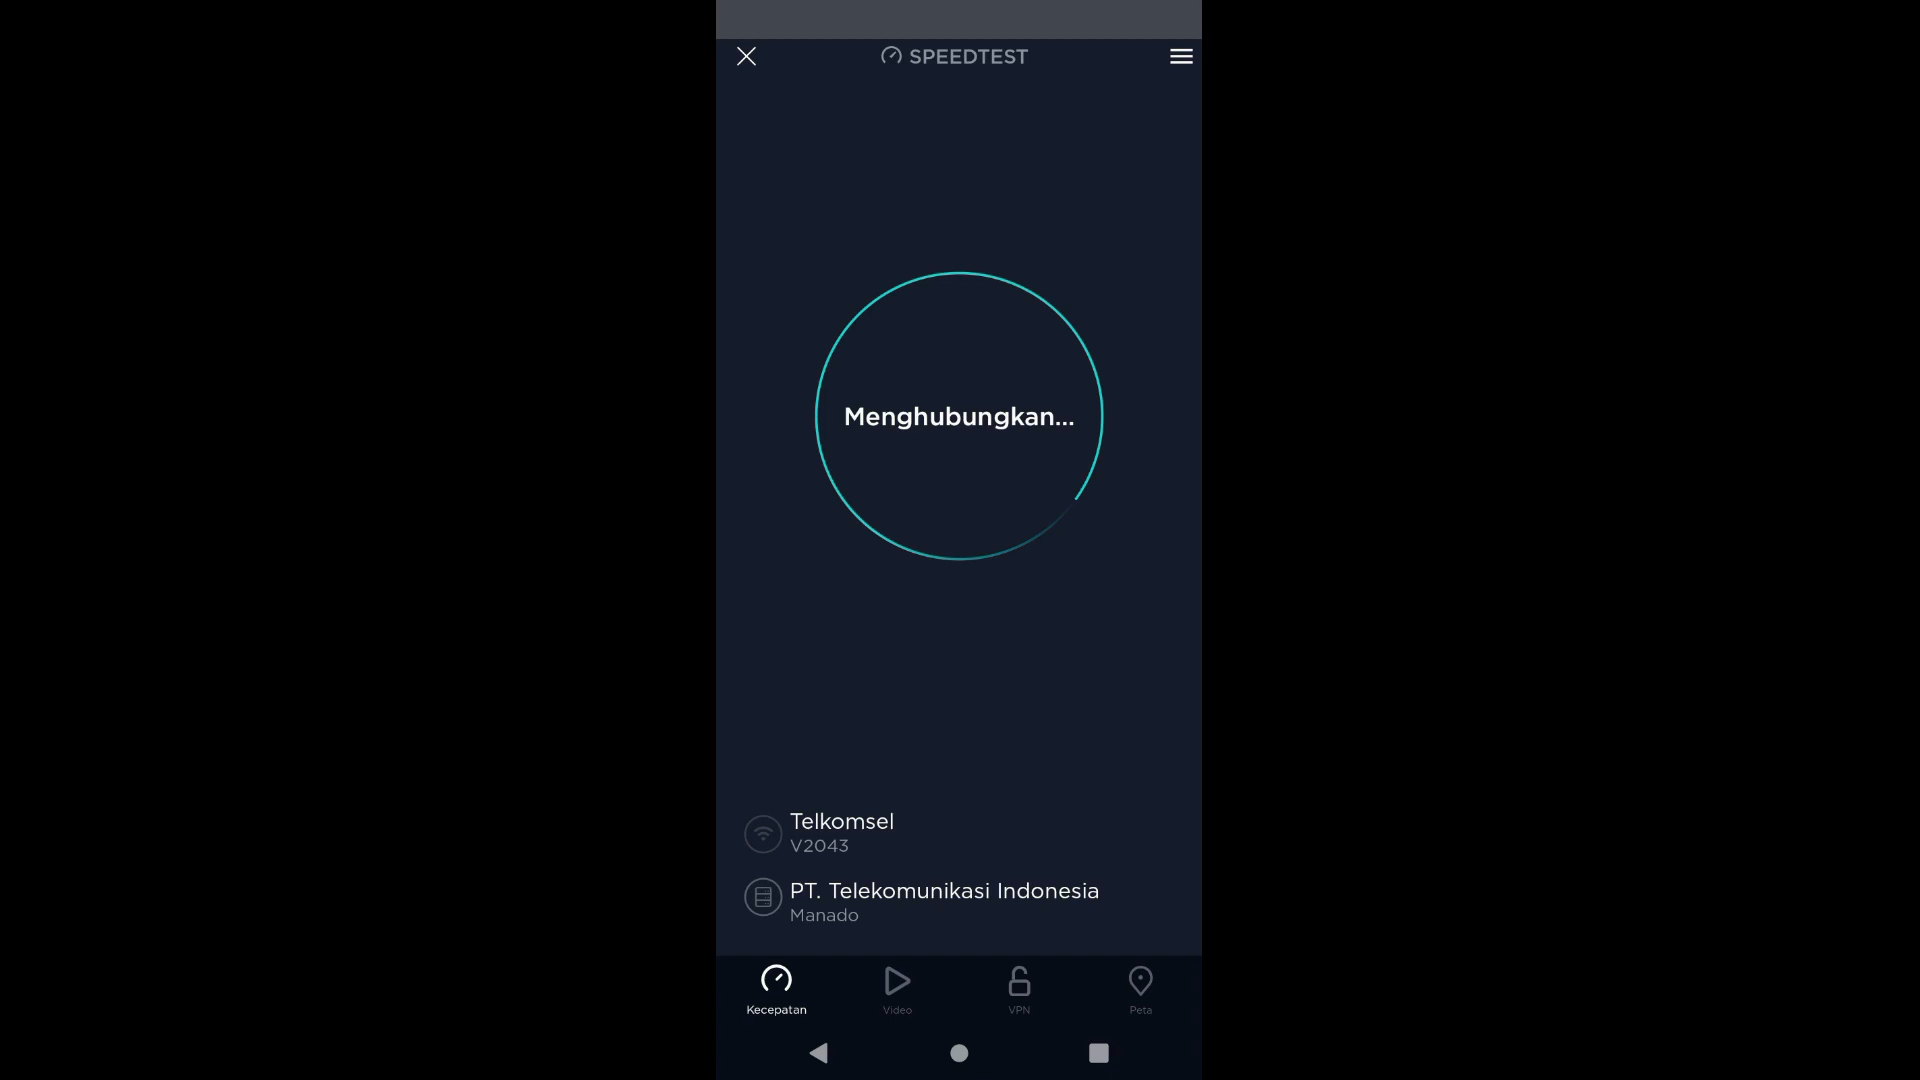 SPEEDTEST
Menghubungkan...
Telkomsel
V2043
PT. Telekomunikasi Indonesia
Manado
Kecepatan
Video
VPN
Peta